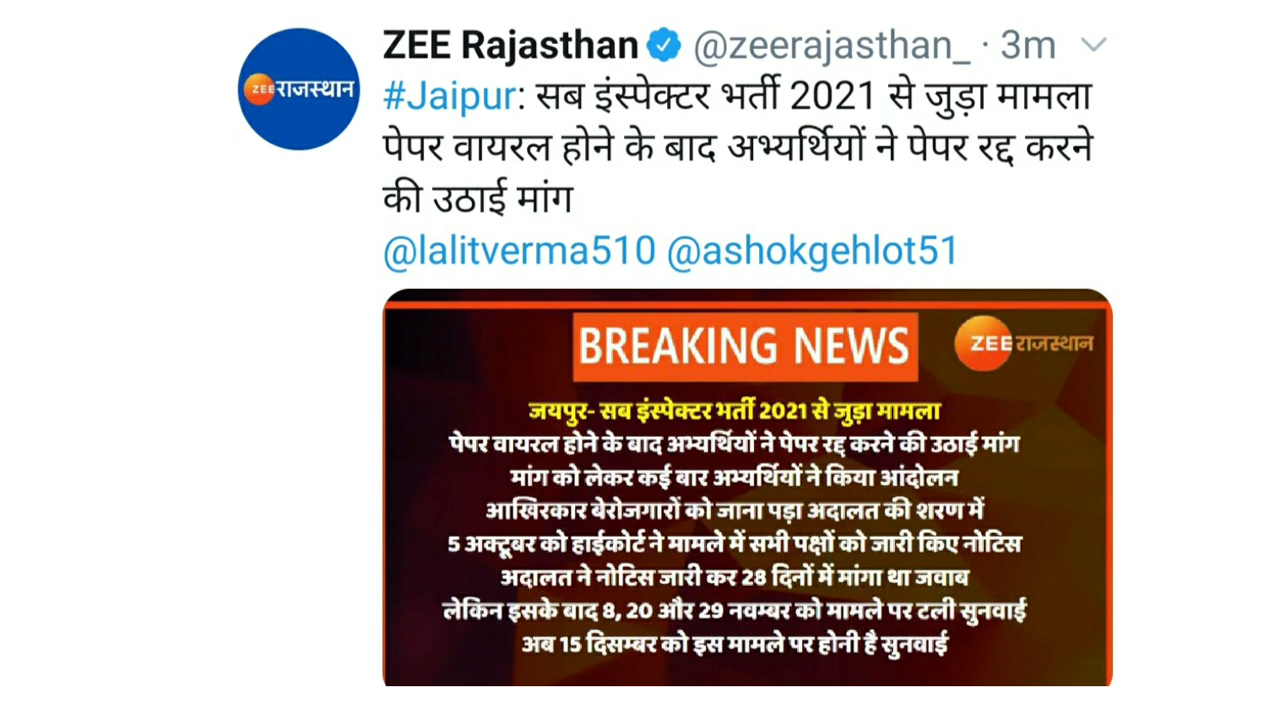 ZEE राजस्थान
ZEE Rajasthan @zeerajasthan_ · 3m
#Jaipur: सब इंस्पेक्टर भर्ती 2021 से जुड़ा मामला
पेपर वायरल होने के बाद अभ्यर्थियों ने पेपर रद्द करने
की उठाई मांग
@lalitverma510 @ashokgehlot51
BREAKING NEWS
ZEE राजस्थान
जयपुर- सब इंस्पेक्टर भर्ती 2021 से जुड़ा मामला
पेपर वायरल होने के बाद अभ्यर्थियों ने पेपर रद्द करने की उठाई मांग
मांग को लेकर कई बार अभ्यर्थियों ने किया आंदोलन
आखिरकार बेरोजगारों को जाना पड़ा अदालत की शरण में
5 अक्टूबर को हाईकोर्ट ने मामले में सभी पक्षों को जारी किए नोटिस
अदालत ने नोटिस जारी कर 28 दिनों में मांगा था जवाब
लेकिन इसके बाद 8, 20 और 29 नवम्बर को मामले पर टली सुनवाई
अब 15 दिसम्बर को इस मामले पर होनी है सुनवाई